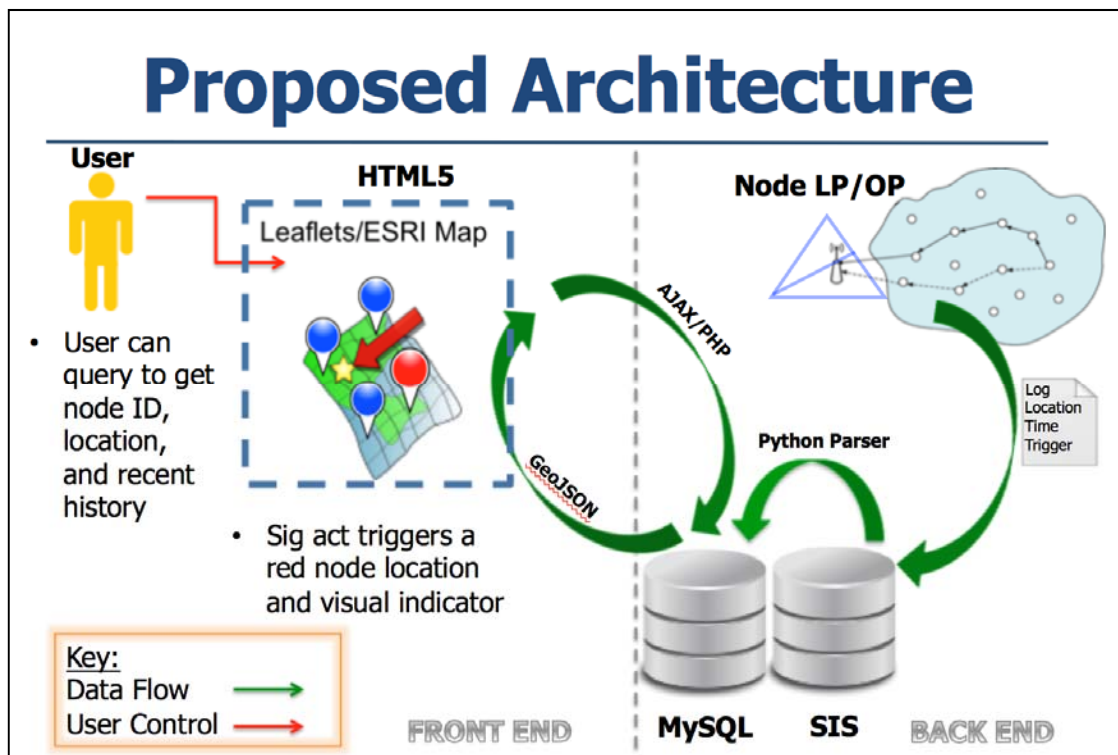 Proposed Architecture
User
HTML5
Leaflets/ESRI Map
• User can
query to get
node ID,
location,
and recent
history
• Sig act triggers a
red node location
and visual indicator
AJAX/PHP
GeoJSON
Node LP/OP
Log
Location
Time
Trigger
Python Parser
MySQL
SIS
Key:
Data Flow
User Control
FRONT END
BACK END